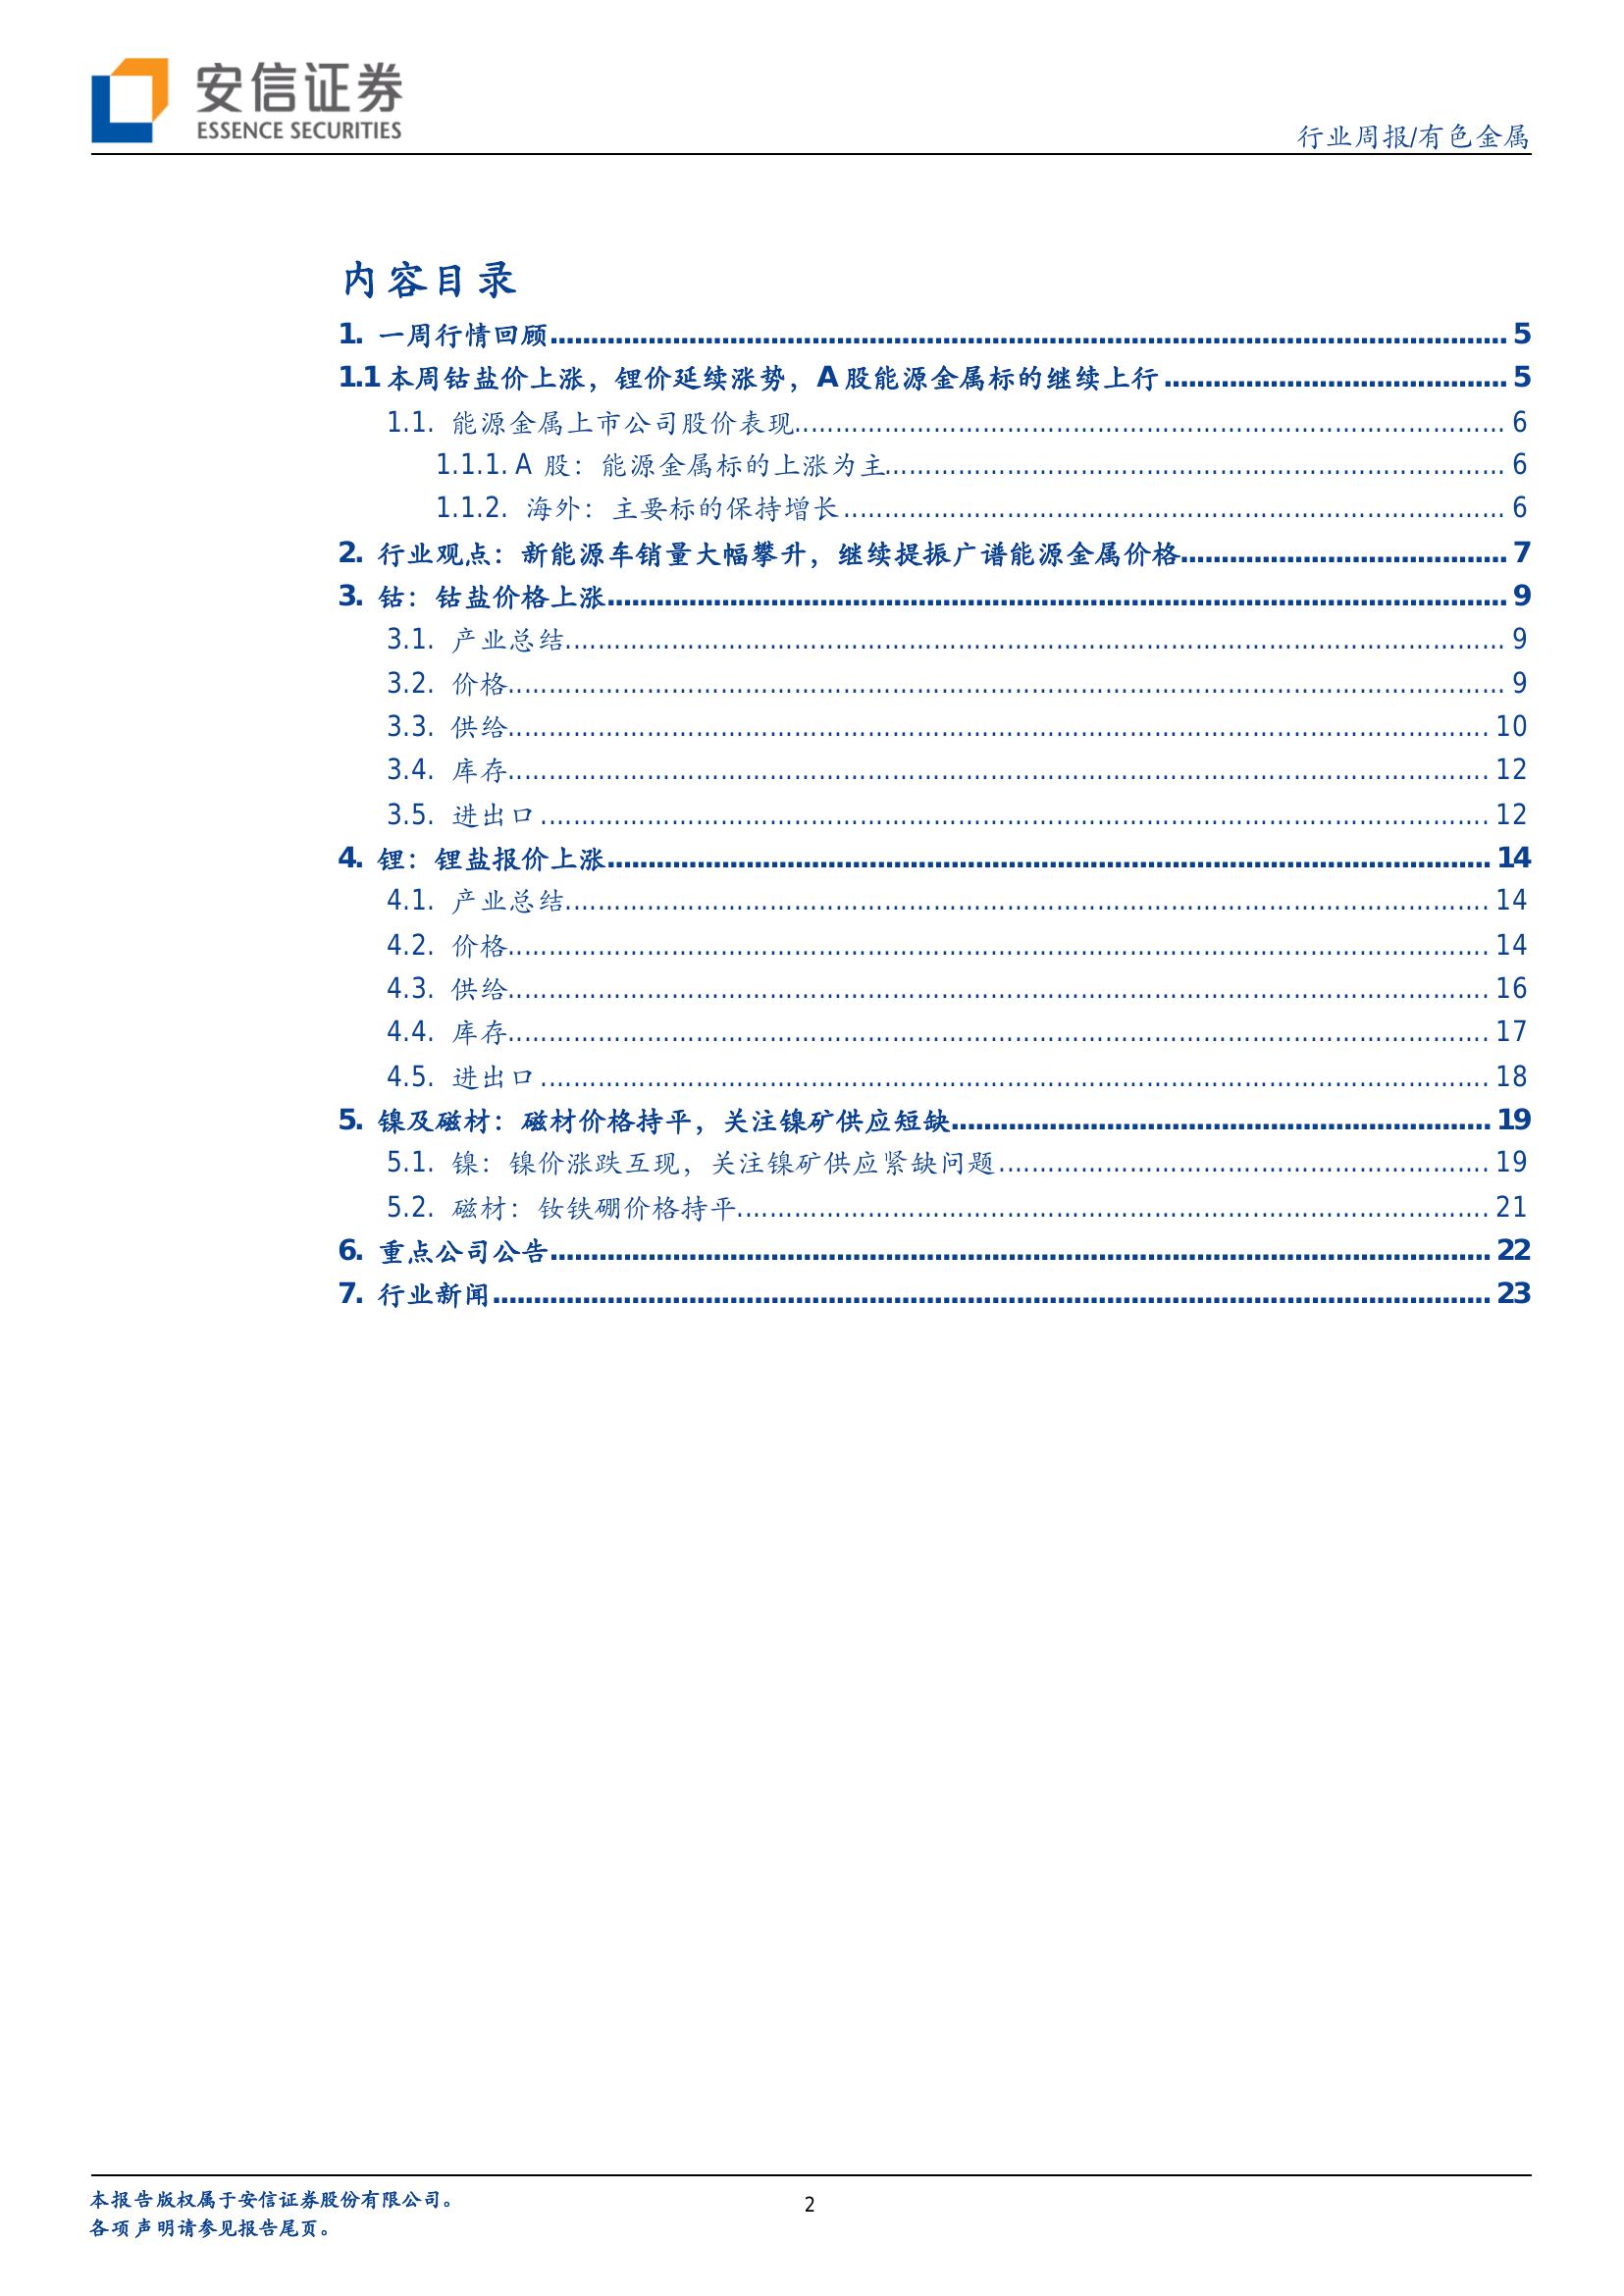 安信证券
ESSENCE SECURITIES
行业周报/有色金属
内容目录
1. 一周行情回顾 5
1.1 本周钴盐价上涨，锂价延续涨势，A 股能源金属标的继续上行 5
1.1. 能源金属上市公司股价表现 6
1.1.1. A 股：能源金属标的上涨为主 6
1.1.2. 海外：主要标的保持增长 6
2. 行业观点：新能源车销量大幅攀升，继续提振广谱能源金属价格 7
3. 钴：钴盐价格上涨 9
3.1. 产业总结 9
3.2. 价格 9
3.3. 供给 10
3.4. 库存 12
3.5. 进出口 12
4. 锂：锂盐报价上涨 14
4.1. 产业总结 14
4.2. 价格 14
4.3. 供给 16
4.4. 库存 17
4.5. 进出口 18
5. 镍及磁材：磁材价格持平，关注镍矿供应短缺 19
5.1. 镍：镍价涨跌互现，关注镍矿供应紧缺问题 19
5.2. 磁材：钕铁硼价格持平 21
6. 重点公司公告 22
7. 行业新闻 23
本报告版权属于安信证券股份有限公司。
2
各项声明请参见报告尾页。